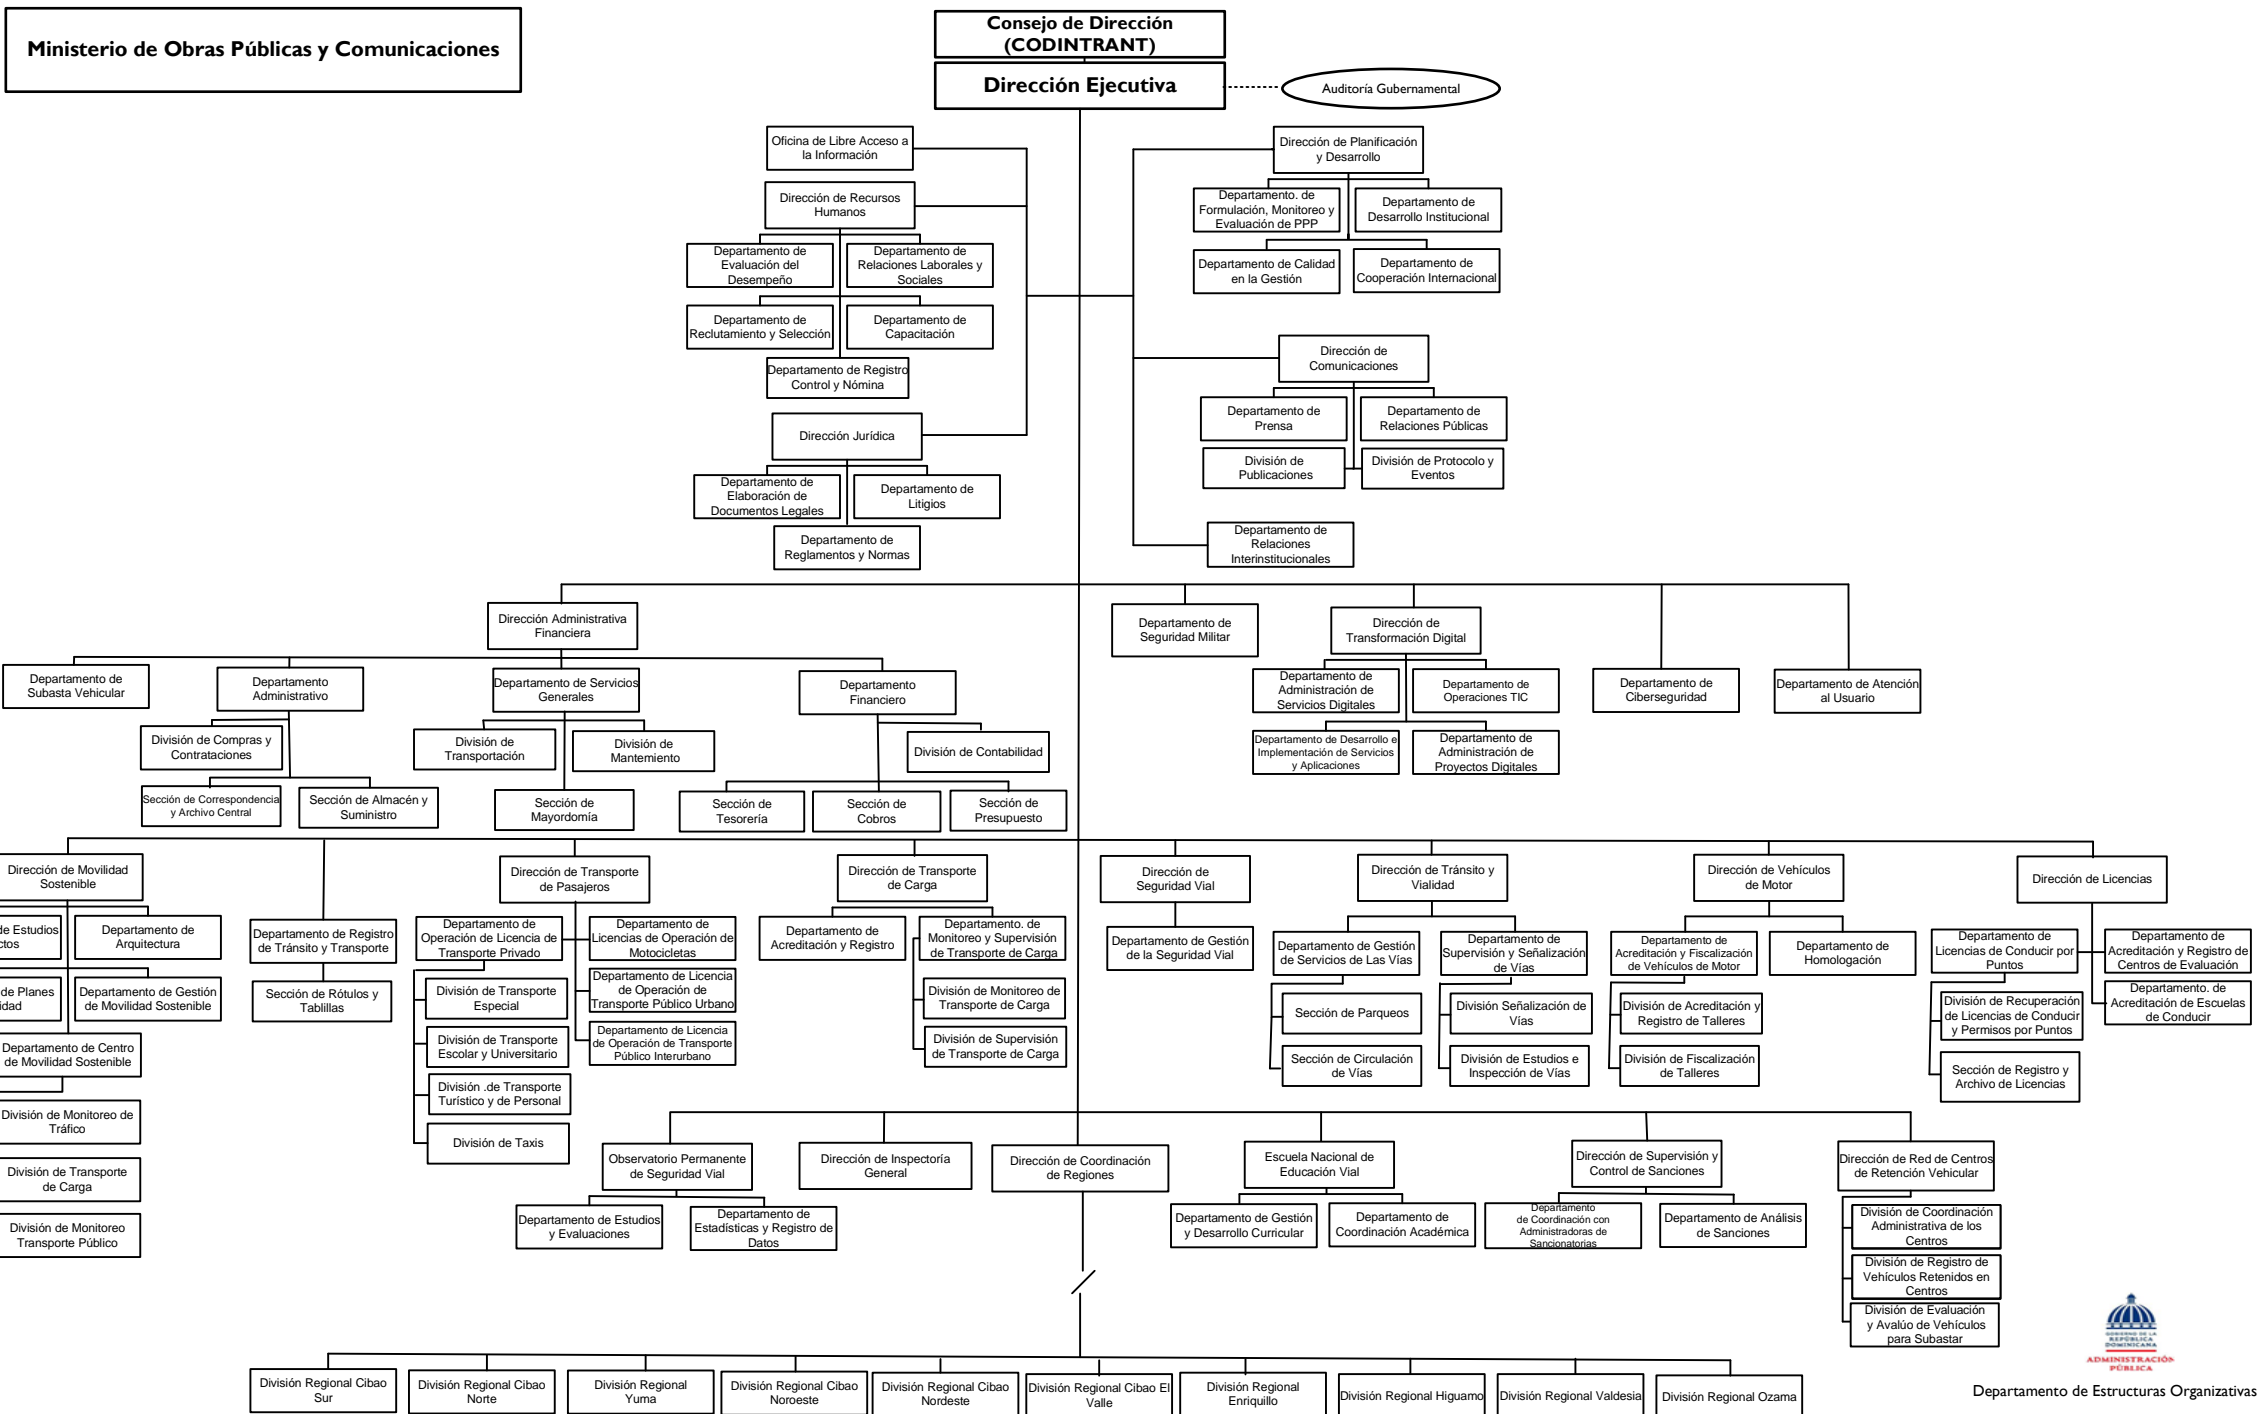 Ministerio de Obras Públicas y Comunicaciones
Consejo de Dirección
(CODINTRANT)
Dirección Ejecutiva
Auditoría Gubernamental
Oficina de Libre Acceso a
la Información
Dirección de Recursos
Humanos
Departamento de
Evaluación del
Desempeño
Departamento de
Relaciones Laborales y
Sociales
Departamento de
Reclutamiento y Selección
Departamento de
Capacitación
Departamento de Registro
Control y Nómina
Dirección Jurídica
Departamento de
Elaboración de
Documentos Legales
Departamento de
Litigios
Departamento de
Reglamentos y Normas
Dirección de Planificación
y Desarrollo
Departamento. de
Formulación, Monitoreo y
Evaluación de PPP
Departamento de
Desarrollo Institucional
Departamento de Calidad
en la Gestión
Departamento de
Cooperación Internacional
Dirección de
Comunicaciones
Departamento de
Prensa
Departamento de
Relaciones Públicas
División de
Publicaciones
División de Protocolo y
Eventos
Departamento de
Relaciones
Interinstitucionales
Dirección Administrativa
Financiera
Departamento de
Seguridad Militar
Dirección de
Transformación Digital
Departamento de
Subasta Vehicular
Departamento
Administrativo
Departamento de Servicios
Generales
Departamento
Financiero
Departamento de
Administración de
Servicios Digitales
Departamento de
Operaciones TIC
Departamento de
Ciberseguridad
Departamento de Atención
al Usuario
División de Compras y
Contrataciones
División de
Transportación
División de
Mantemiento
División de Contabilidad
Departamento de Desarrollo e
Implementación de Servicios
y Aplicaciones
Departamento de
Administración de
Proyectos Digitales
Sección de Correspondencia
y Archivo Central
Sección de Almacén y
Suministro
Sección de
Mayordomía
Sección de
Tesorería
Sección de
Cobros
Sección de
Presupuesto
Dirección de Movilidad
Sostenible
Dirección de Transporte
de Pasajeros
Dirección de Transporte
de Carga
Dirección de
Seguridad Vial
Dirección de Tránsito y
Vialidad
Dirección de Vehículos
de Motor
Dirección de Licencias
de Estudios
ctos
Departamento de
Arquitectura
de Planes
idad
Departamento de Gestión
de Movilidad Sostenible
Departamento de Centro
de Movilidad Sostenible
División de Monitoreo de
Tráfico
División de Transporte
de Carga
División de Monitoreo
Transporte Público
Departamento de Registro
de Tránsito y Transporte
Sección de Rótulos y
Tablillas
Departamento de
Operación de Licencia de
Transporte Privado
Departamento de
Licencias de Operación de
Motocicletas
División de Transporte
Especial
Departamento de Licencia
de Operación de
Transporte Público Urbano
División de Transporte
Escolar y Universitario
Departamento de Licencia
de Operación de Transporte
Público Interurbano
División .de Transporte
Turístico y de Personal
División de Taxis
Departamento de
Acreditación y Registro
Departamento. de
Monitoreo y Supervisión
de Transporte de Carga
División de Monitoreo de
Transporte de Carga
División de Supervisión
de Transporte de Carga
Departamento de Gestión
de la Seguridad Vial
Departamento de Gestión
de Servicios de Las Vías
Sección de Parqueos
Sección de Circulación
de Vías
Departamento de
Supervisión y Señalización
de Vías
División Señalización de
Vías
División de Estudios e
Inspección de Vías
Departamento de
Acreditación y Fiscalización
de Vehículos de Motor
Departamento de
Homologación
División de Acreditación y
Registro de Talleres
División de Fiscalización
de Talleres
Departamento de
Licencias de Conducir por
Puntos
Departamento de
Acreditación y Registro de
Centros de Evaluación
División de Recuperación
de Licencias de Conducir
y Permisos por Puntos
Departamento. de
Acreditación de Escuelas
de Conducir
Sección de Registro y
Archivo de Licencias
Observatorio Permanente
de Seguridad Vial
Dirección de Inspectoría
General
Dirección de Coordinación
de Regiones
Escuela Nacional de
Educación Vial
Dirección de Supervisión y
Control de Sanciones
Dirección de Red de Centros
de Retención Vehicular
Departamento de Estudios
y Evaluaciones
Departamento de
Estadísticas y Registro de
Datos
Departamento de Gestión
y Desarrollo Curricular
Departamento de
Coordinación Académica
Departamento
de Coordinación con
Administradoras de
Sancionatorias
Departamento de Análisis
de Sanciones
División de Coordinación
Administrativa de los
Centros
División de Registro de
Vehículos Retenidos en
Centros
División de Evaluación
y Avalúo de Vehículos
para Subastar
División Regional Cibao
Sur
División Regional Cibao
Norte
División Regional
Yuma
División Regional Cibao
Noroeste
División Regional Cibao
Nordeste
División Regional Cibao El
Valle
División Regional
Enriquillo
División Regional Higuamo
División Regional Valdesia
División Regional Ozama
GOBIERNO DE LA
REPÚBLICA
DOMINICANA
ADMINISTRACIÓN
PÚBLICA
Departamento de Estructuras Organizativas